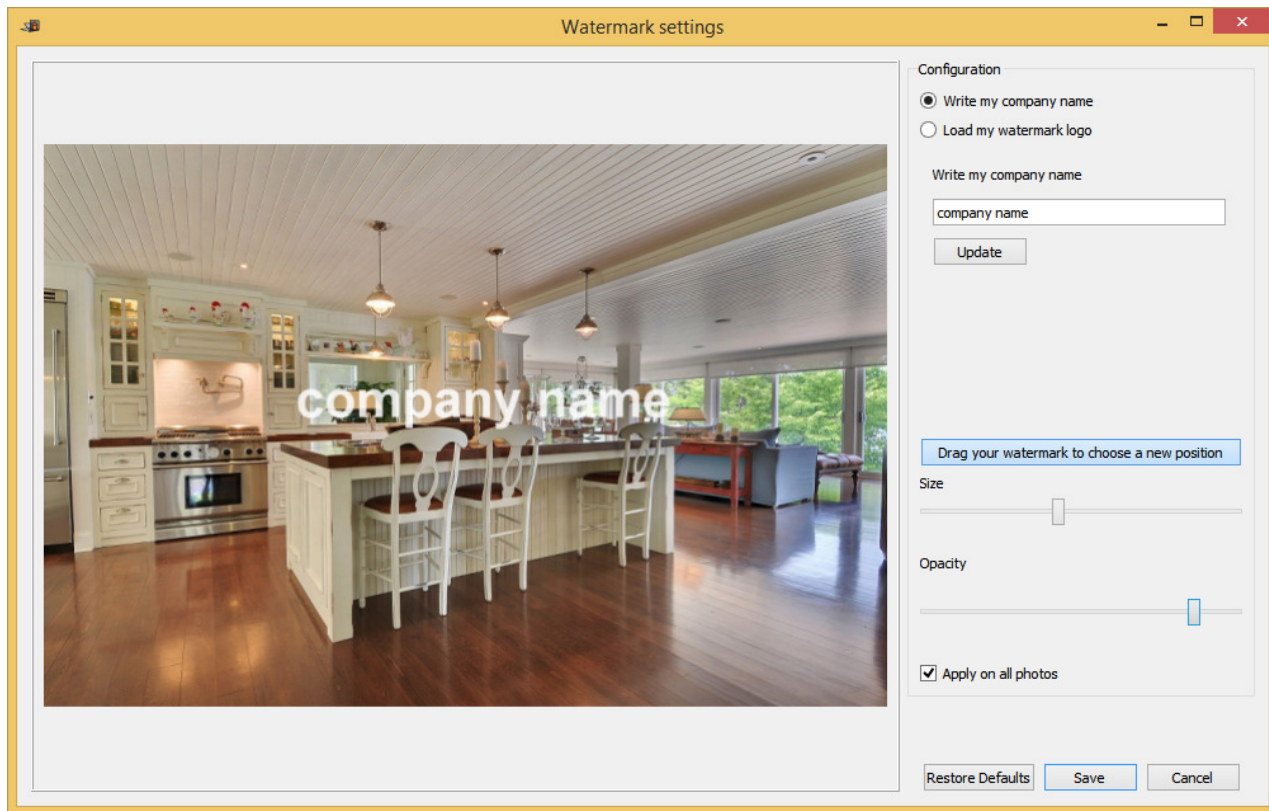 Watermark settings
Configuration
Write my company name
Load my watermark logo
Write my company name
company name
Update
company name
Drag your watermark to choose a new position
Size
Opacity
Apply on all photos
Restore Defaults Save Cancel